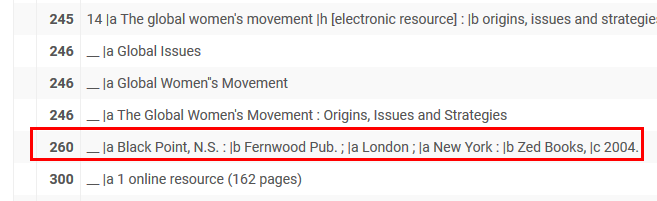 245 14 |a The global women's movement |h [electronic resource] : |b origins, issues and strategies
246 __ |a Global Issues
246 __ |a Global Women"s Movement
246 __ |a The Global Women's Movement : Origins, Issues and Strategies
260 __ |a Black Point, N.S. : |b Fernwood Pub. ; |a London ; |a New York : |b Zed Books, |c 2004.
300 __ |a 1 online resource (162 pages)